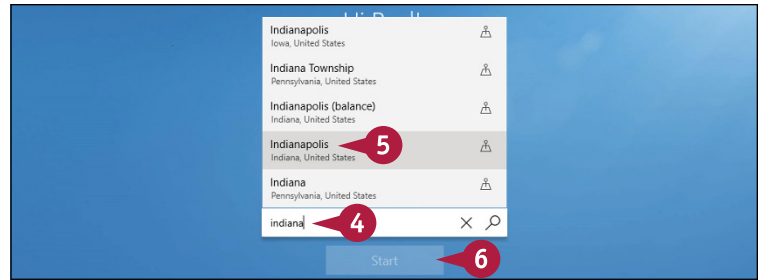 Indianapolis
Iowa, United States
Indiana Township
Pennsylvania, United States
Indianapolis (balance)
Indiana, United States
Indianapolis
5
Indiana, United States
Indiana
Pennsylvania, United States
indiana
4
Start
6